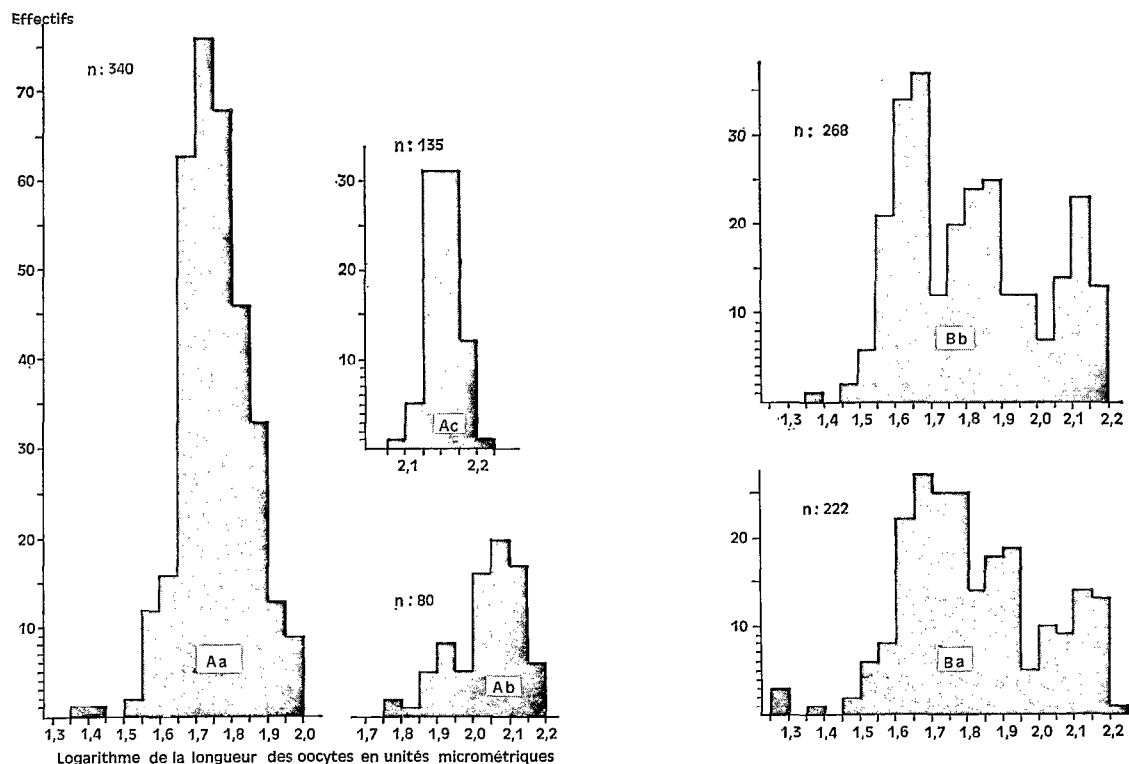 Effectifs
n: 340
70
60
50
40
30
20
10
Aa
1,3 1,4 1,5 1,6 1,7 1,8 1,9 2,0
n: 135
30
20
10
Ac
2,1 2,2
n: 80
20
10
Ab
1,7 1,8 1,9 2,0 2,1 2,2
Logarithme de la longueur des oocytes en unités micrométriques
n: 268
30
20
10
Bb
1,3 1,4 1,5 1,6 1,7 1,8 1,9 2,0 2,1 2,2
n: 222
20
10
Ba
1,3 1,4 1,5 1,6 1,7 1,8 1,9 2,0 2,1 2,2